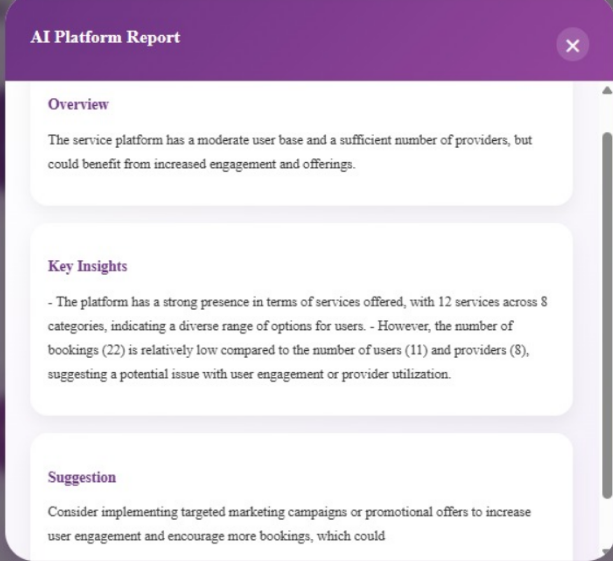 AI Platform Report
Overview
The service platform has a moderate user base and a sufficient number of providers, but
could benefit from increased engagement and offerings.
Key Insights
- The platform has a strong presence in terms of services offered, with 12 services across 8
categories, indicating a diverse range of options for users. - However, the number of
bookings (22) is relatively low compared to the number of users (11) and providers (8),
suggesting a potential issue with user engagement or provider utilization.
Suggestion
Consider implementing targeted marketing campaigns or promotional offers to increase
user engagement and encourage more bookings, which could